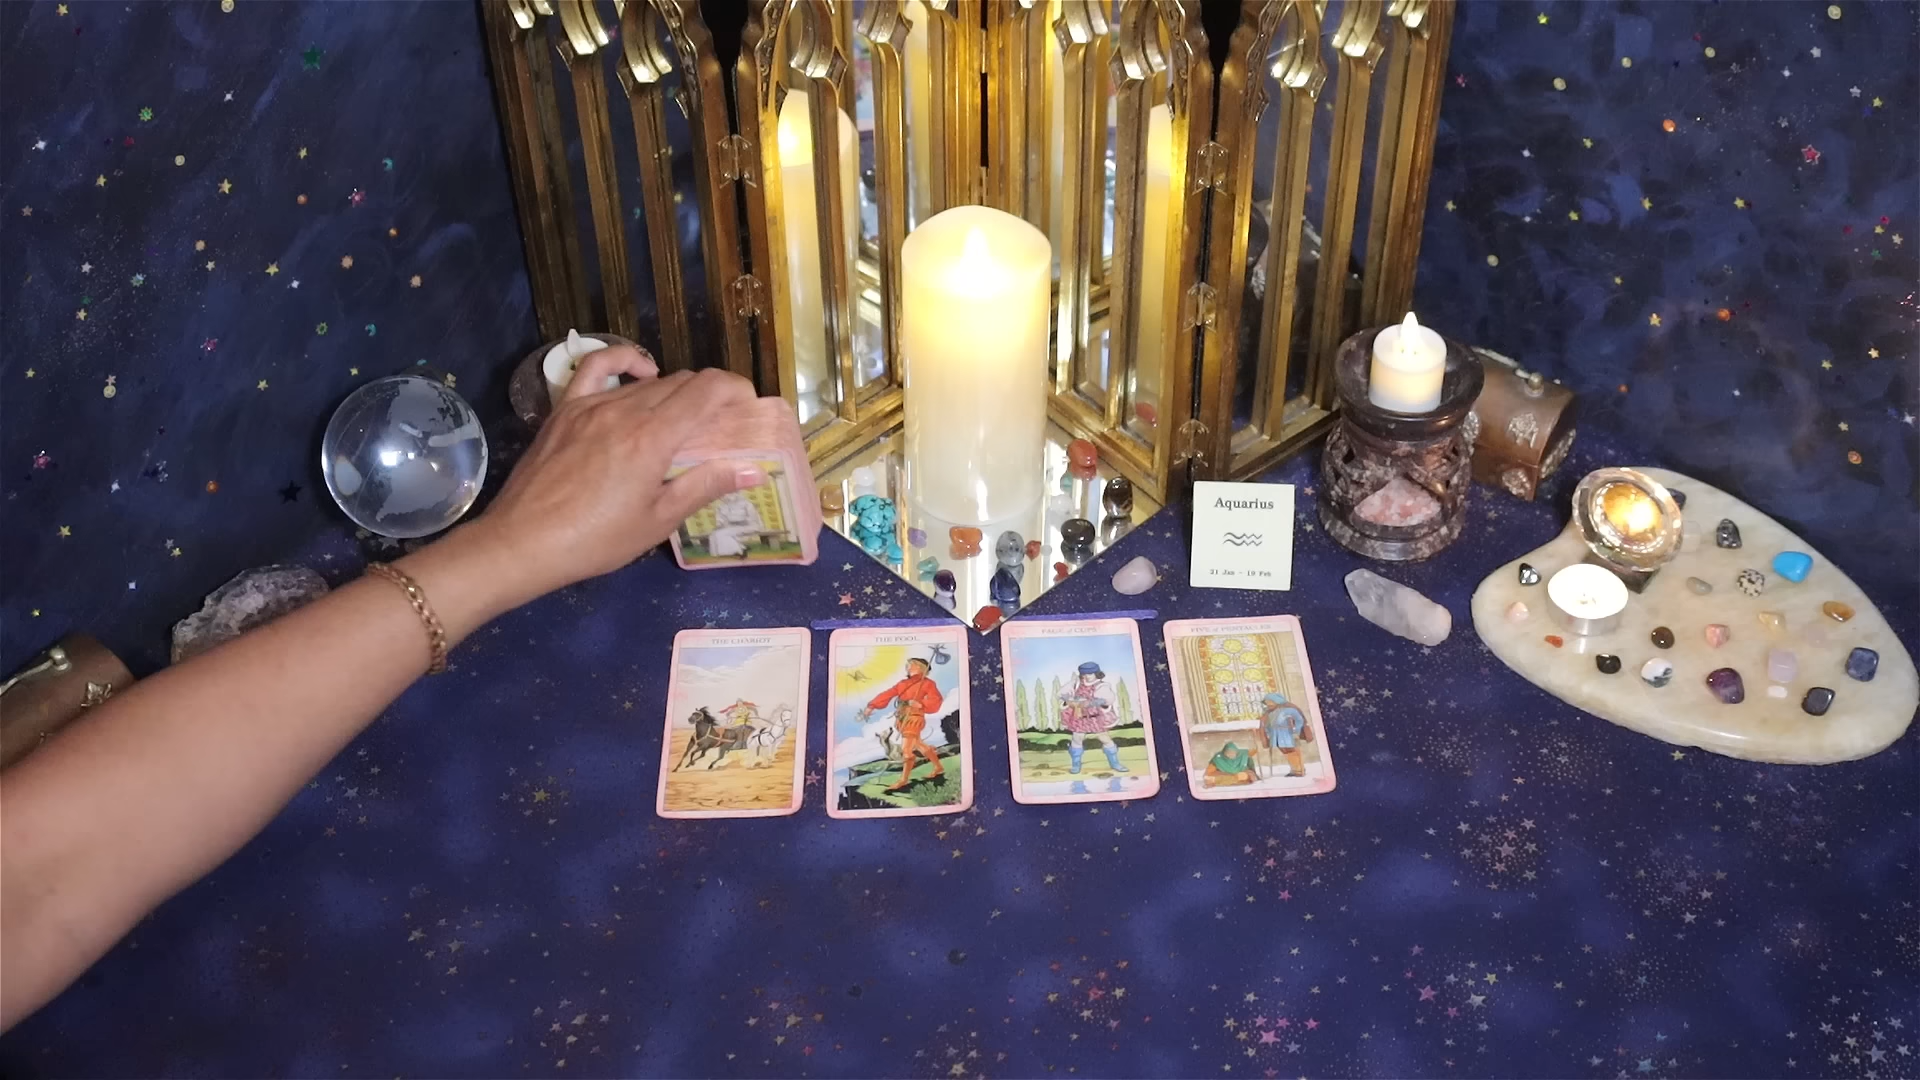 Aquarius
21 Jan - 19 Feb
THE CHARIOT
THE FOOL
PAGE of CUPS
FIVE of PENTACLES